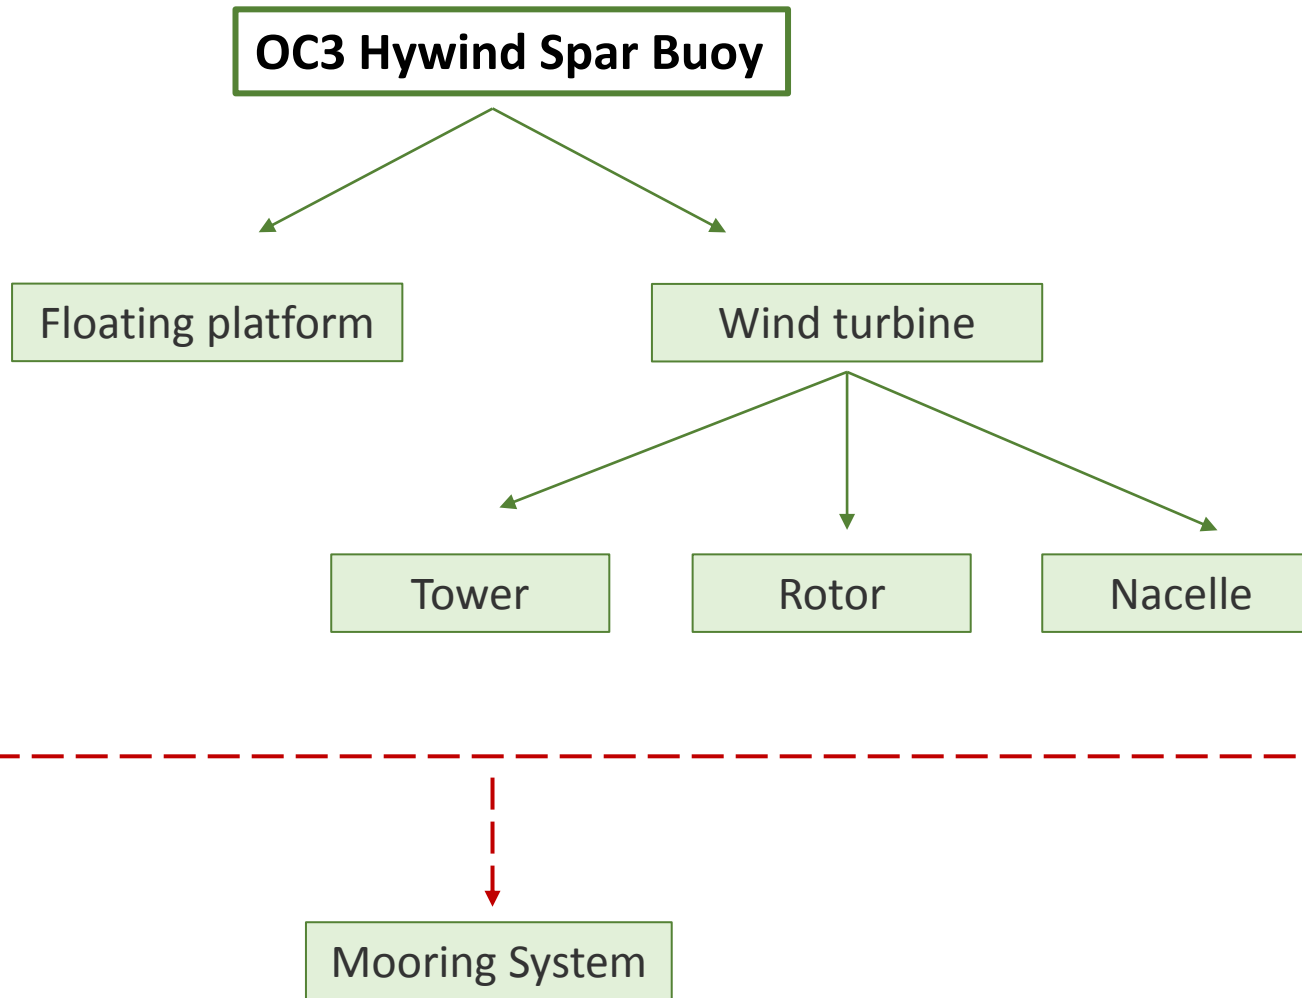 OC3 Hywind Spar Buoy
Floating platform
Wind turbine
Tower
Rotor
Nacelle
Mooring System